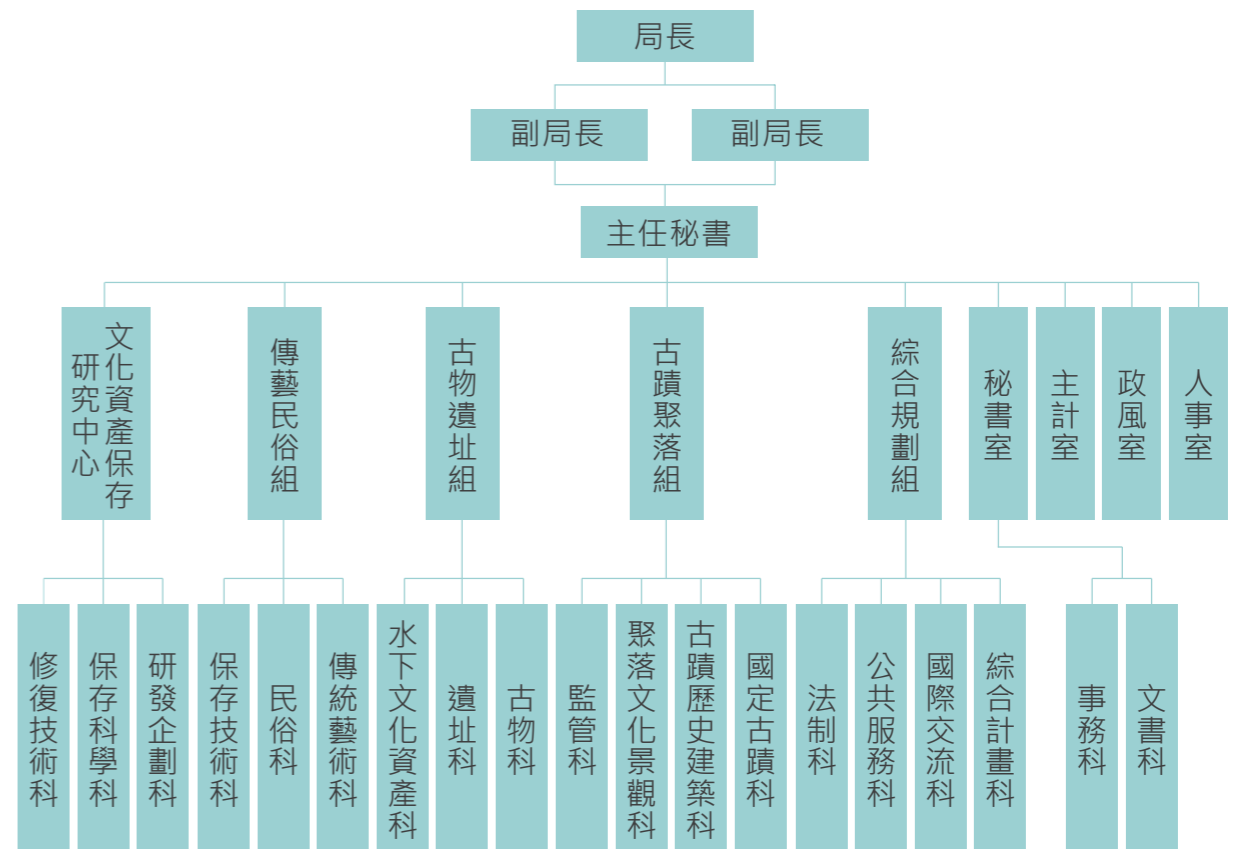 局長
副局長
副局長
主任秘書
文化資產保存
研究中心
傳藝民俗組
古物遺址組
古蹟聚落組
綜合規劃組
秘書室
主計室
政風室
人事室
修復技術科
保存科學科
研發企劃科
保存技術科
民俗科
傳統藝術科
水下文化資產科
遺址科
古物科
監管科
聚落文化景觀科
古蹟歷史建築科
國定古蹟科
法制科
公共服務科
國際交流科
綜合計畫科
事務科
文書科